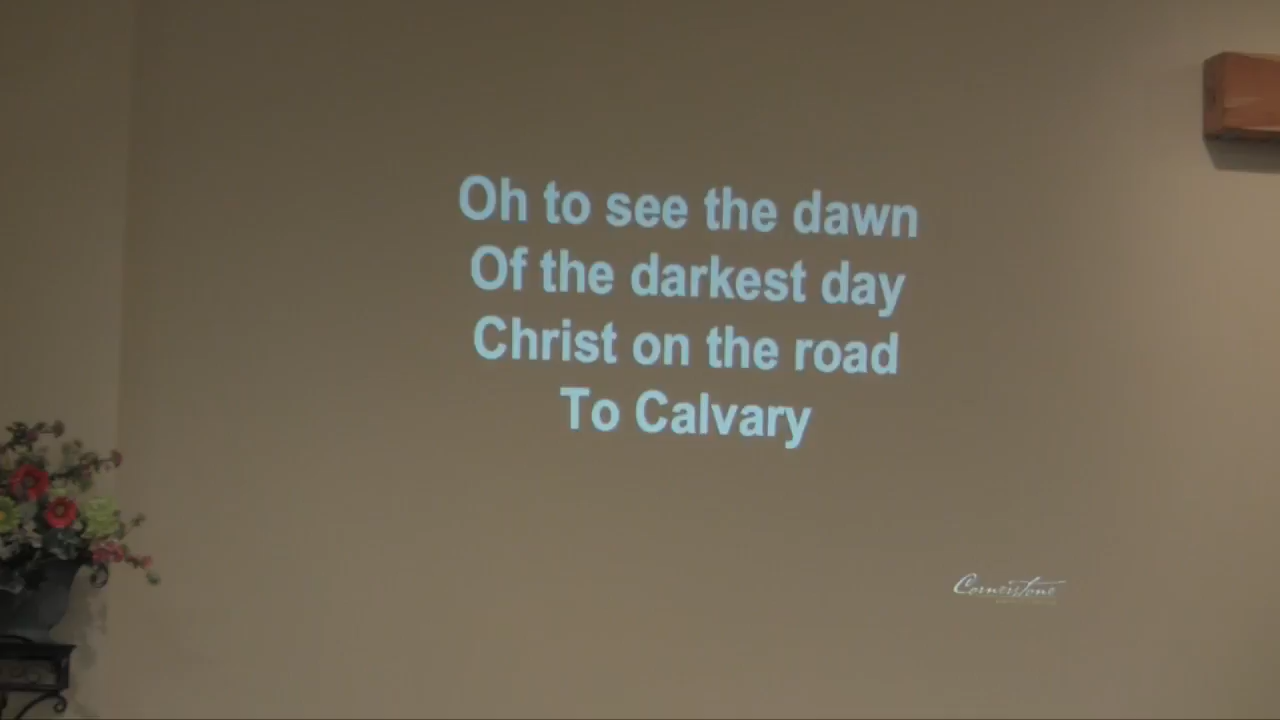 Oh to see the dawn
Of the darkest day
Christ on the road
To Calvary
Cornerstone